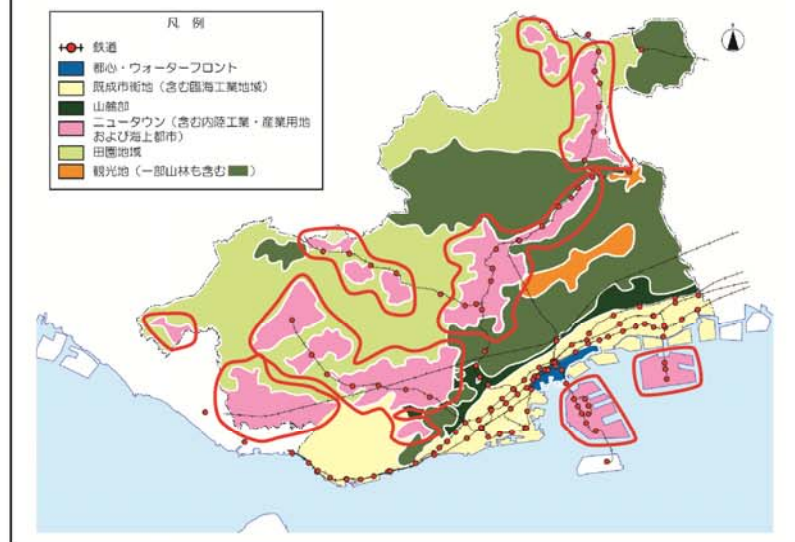 凡 例
鉄道
都心・ウォーターフロント
既成市街地（含む臨海工業地域）
山麓部
ニュータウン（含む内陸工業・産業用地
および海上都市）
田園地域
観光地（一部山林も含む■）